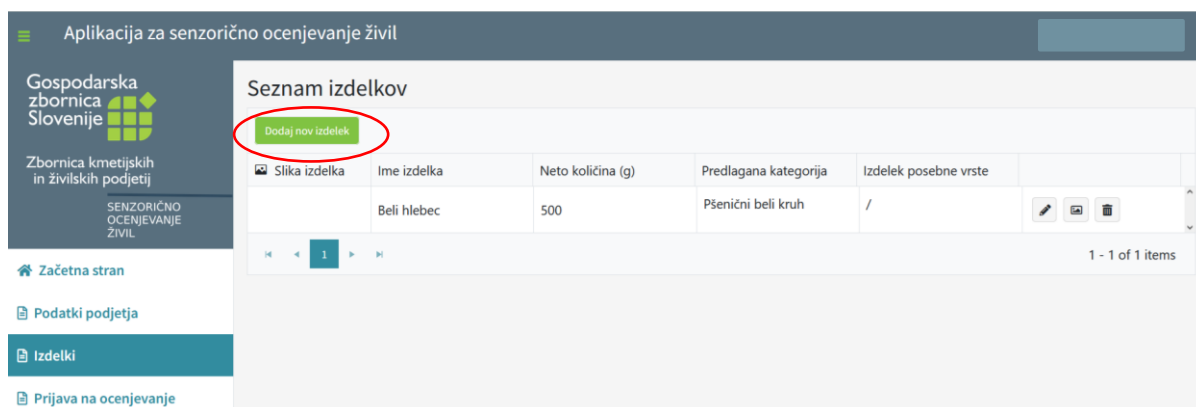 Aplikacija za senzorično ocenjevanje živil
Gospodarska
zbornica
Slovenije
Zbornica kmetijskih
in živilskih podjetij
SENZORIČNO
OCENJEVANJE
ŽIVIL
Začetna stran
Podatki podjetja
Izdelki
Prijava na ocenjevanje
Seznam izdelkov
Dodaj nov izdelek
Slika izdelka Ime izdelka Neto količina (g) Predlagana kategorija Izdelek posebne vrste
Beli hlebec 500 Pšenični beli kruh /
1 1 - 1 of 1 items